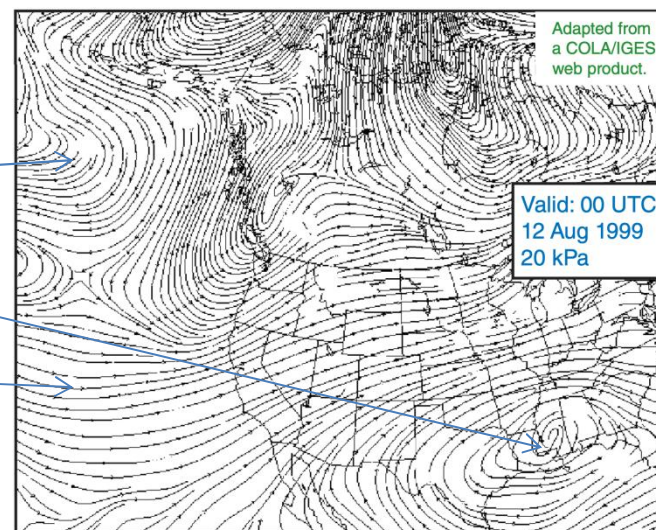 Adapted from
a COLA/IGES
web product.
Valid: 00 UTC
12 Aug 1999
20 kPa